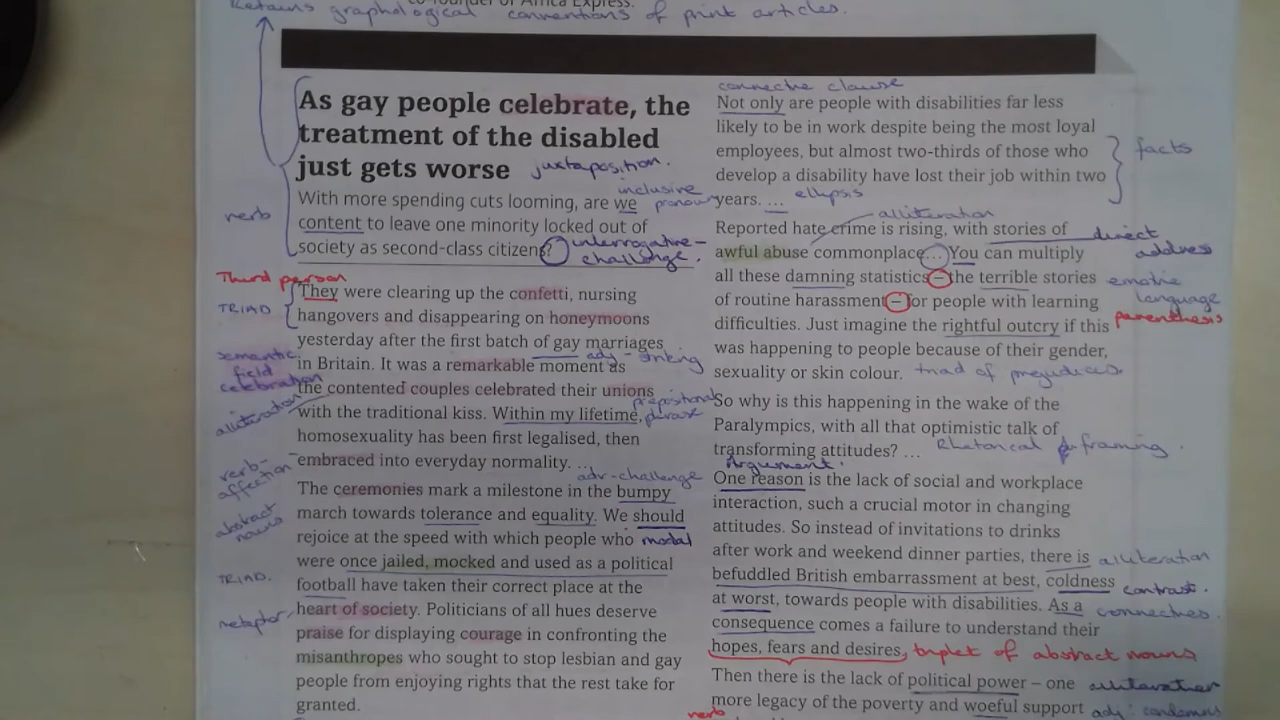 co-founder of Africa Express.
Retains graphological conventions of print articles.
As gay people celebrate, the
treatment of the disabled
just gets worse
juxtaposition.
With more spending cuts looming, are we
inclusive
pronoun
content to leave one minority locked out of
verb
society as second-class citizens?
interrogative –
challenge.
Third person
They were clearing up the confetti, nursing
TRIAD
hangovers and disappearing on honeymoons
yesterday after the first batch of gay marriages
in Britain. It was a remarkable moment as
adj - striking
semantic
field
celebration
the contented couples celebrated their unions
alliteration
with the traditional kiss. Within my lifetime,
prepositional
phrase
homosexuality has been first legalised, then
embraced into everyday normality. ...
verb-
affection
adv-challenge
The ceremonies mark a milestone in the bumpy
march towards tolerance and equality. We should
abstract
nouns
rejoice at the speed with which people who
modal
were once jailed, mocked and used as a political
TRIAD.
football have taken their correct place at the
heart of society. Politicians of all hues deserve
metaphor
praise for displaying courage in confronting the
misanthropes who sought to stop lesbian and gay
people from enjoying rights that the rest take for
granted.
connective clause
Not only are people with disabilities far less
likely to be in work despite being the most loyal
employees, but almost two-thirds of those who
facts
develop a disability have lost their job within two
years. ...
ellipsis
alliteration
Reported hate crime is rising, with stories of
direct
address
awful abuse commonplace... You can multiply
all these damning statistics – the terrible stories
emotive
language
of routine harassment – for people with learning
parenthesis
difficulties. Just imagine the rightful outcry if this
was happening to people because of their gender,
sexuality or skin colour.
triad of prejudices
So why is this happening in the wake of the
Paralympics, with all that optimistic talk of
transforming attitudes? ...
Rhetorical framing.
Argument.
One reason is the lack of social and workplace
interaction, such a crucial motor in changing
attitudes. So instead of invitations to drinks
after work and weekend dinner parties, there is
alliteration
befuddled British embarrassment at best, coldness
contrast.
at worst, towards people with disabilities. As a
connectives.
consequence comes a failure to understand their
hopes, fears and desires,
triplet of abstract nouns
Then there is the lack of political power – one
alliteration
more legacy of the poverty and woeful support
adj: condemns
verb